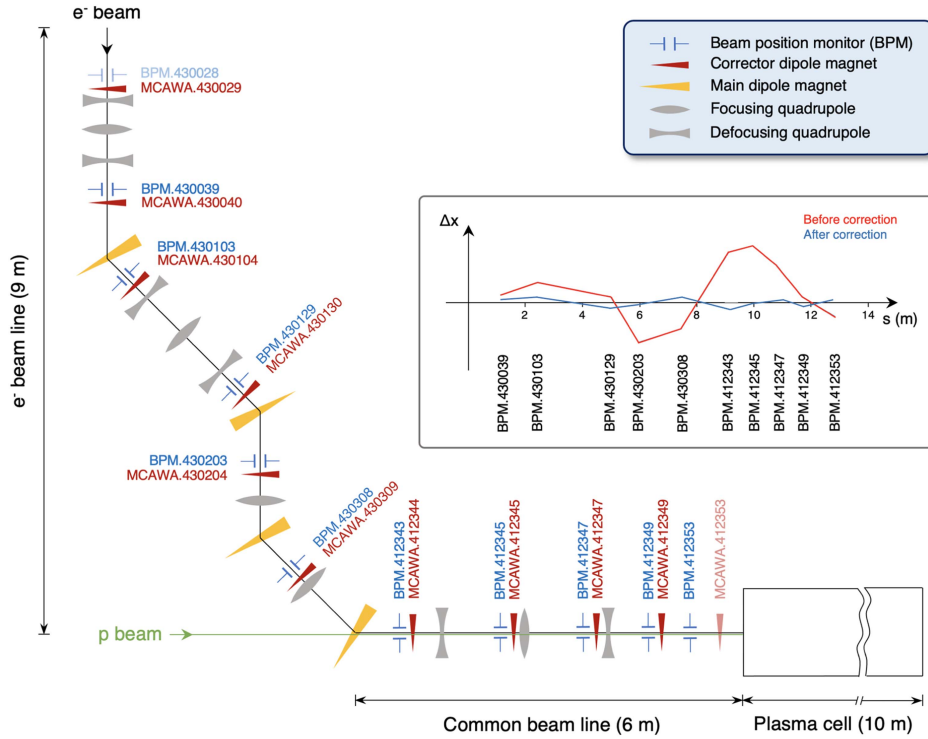 e⁻ beam
BPM.430028
MCAWA.430029
BPM.430039
MCAWA.430040
BPM.430103
MCAWA.430104
BPM.430129
MCAWA.430130
BPM.430203
MCAWA.430204
BPM.430308
MCAWA.430309
e⁻ beam line (9 m)
p beam
BPM.412343
MCAWA.412344
BPM.412345
MCAWA.412345
BPM.412347
MCAWA.412347
BPM.412349
MCAWA.412349
BPM.412353
MCAWA.412353
Common beam line (6 m)
Plasma cell (10 m)
Beam position monitor (BPM)
Corrector dipole magnet
Main dipole magnet
Focusing quadrupole
Defocusing quadrupole
Δx
Before correction
After correction
2 4 6 8 10 12 14
s (m)
BPM.430039
BPM.430103
BPM.430129
BPM.430203
BPM.430308
BPM.412343
BPM.412345
BPM.412347
BPM.412349
BPM.412353